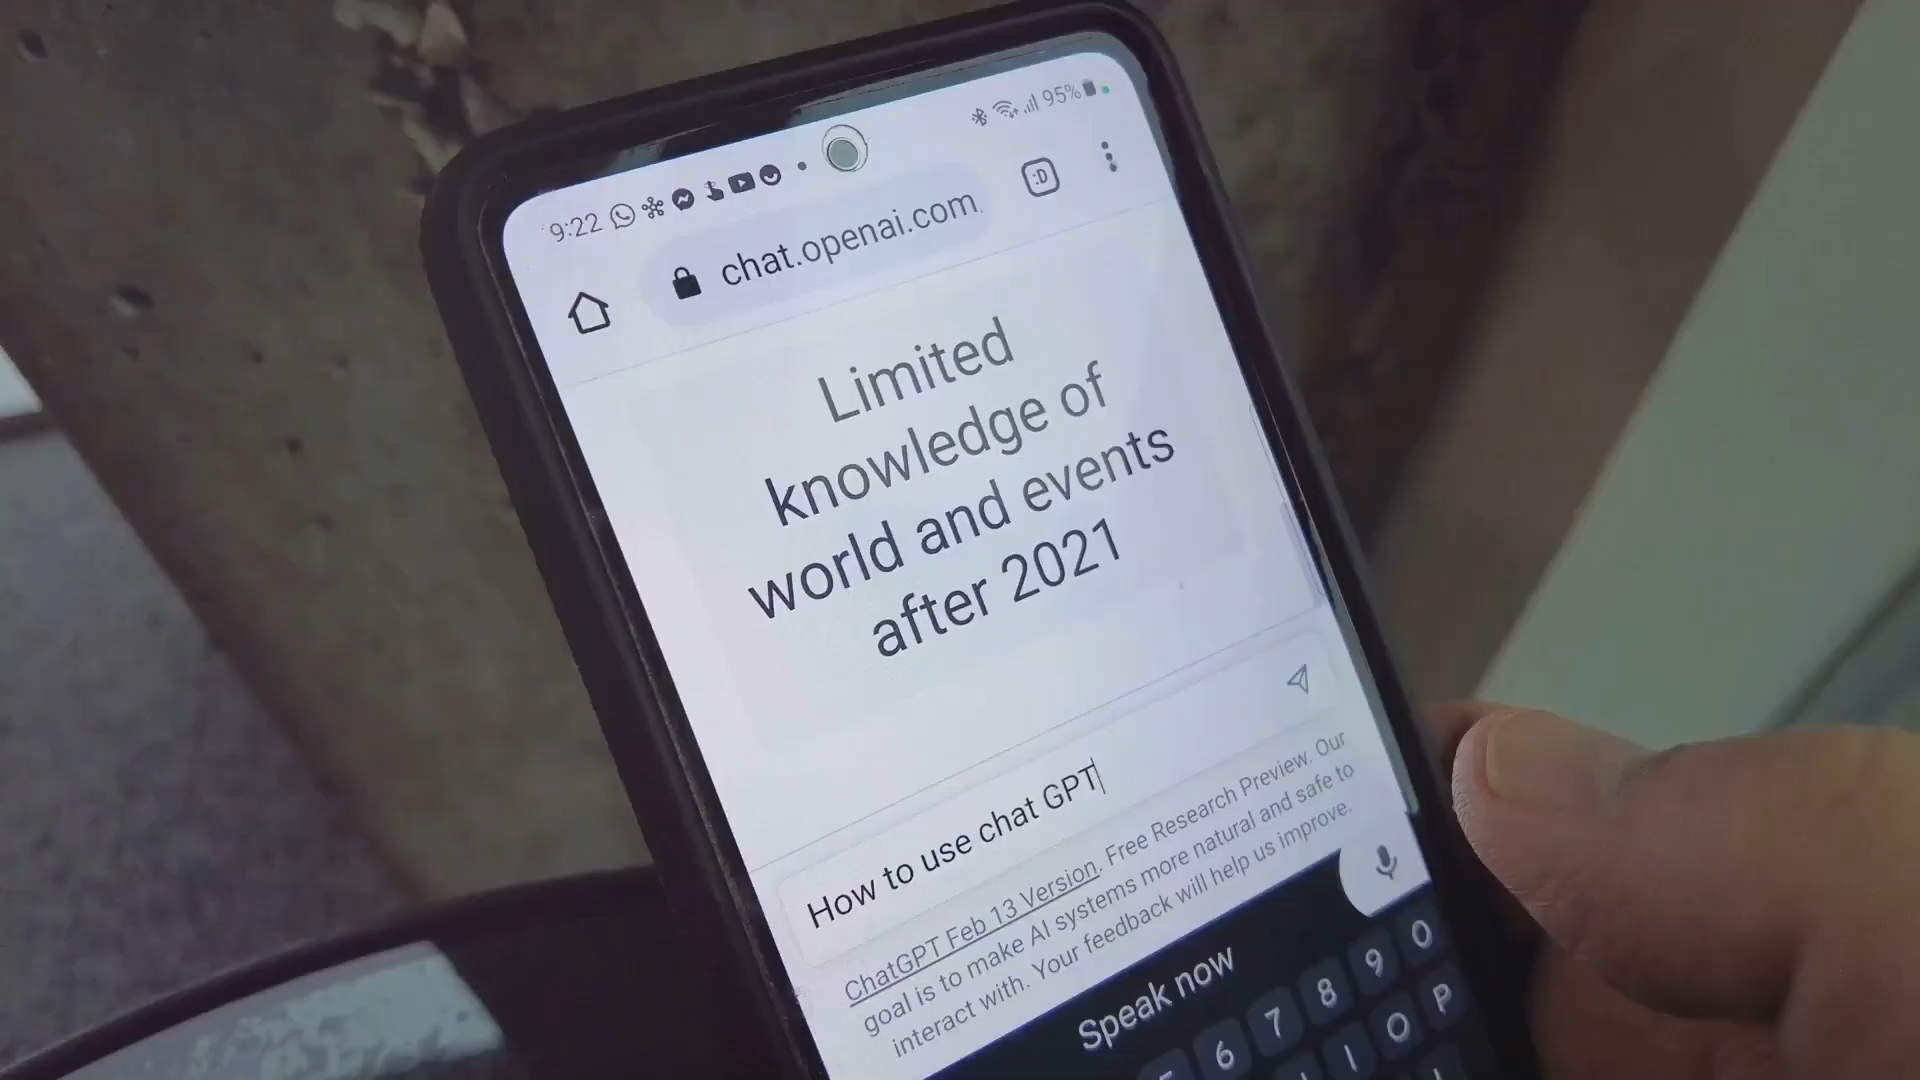 9:22
95%
:D
chat.openai.com
Limited
knowledge of
world and events
after 2021
How to use chat GPT
ChatGPT Feb 13 Version. Free Research Preview. Our
goal is to make AI systems more natural and safe to
interact with. Your feedback will help us improve.
Speak now
6 7 8 9 0
I O P